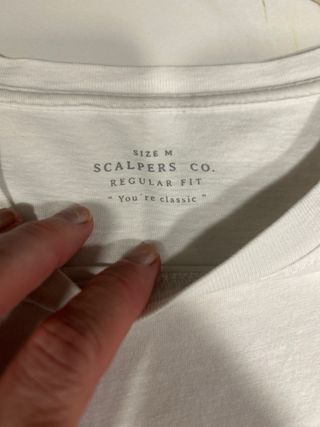 SIZE M
SCALPERS CO.
REGULAR FIT
" You're classic "